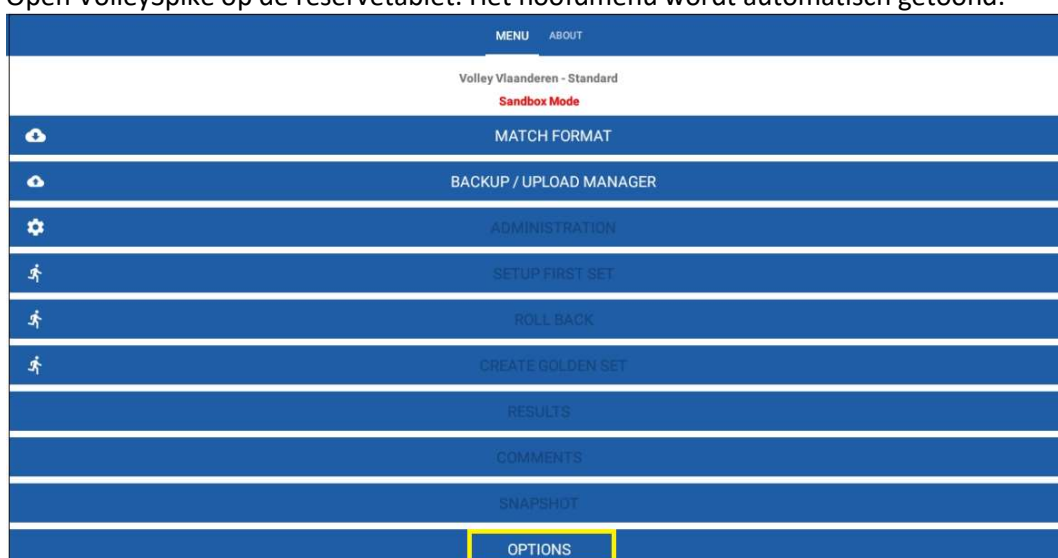 Open VolleySpike op de reservetablet. Het hoofdmenu wordt automatisch getoond.
MENU ABOUT
Volley Vlaanderen - Standard
Sandbox Mode
MATCH FORMAT
BACKUP / UPLOAD MANAGER
ADMINISTRATION
SETUP FIRST SET
ROLL BACK
CREATE GOLDEN SET
RESULTS
COMMENTS
SNAPSHOT
OPTIONS